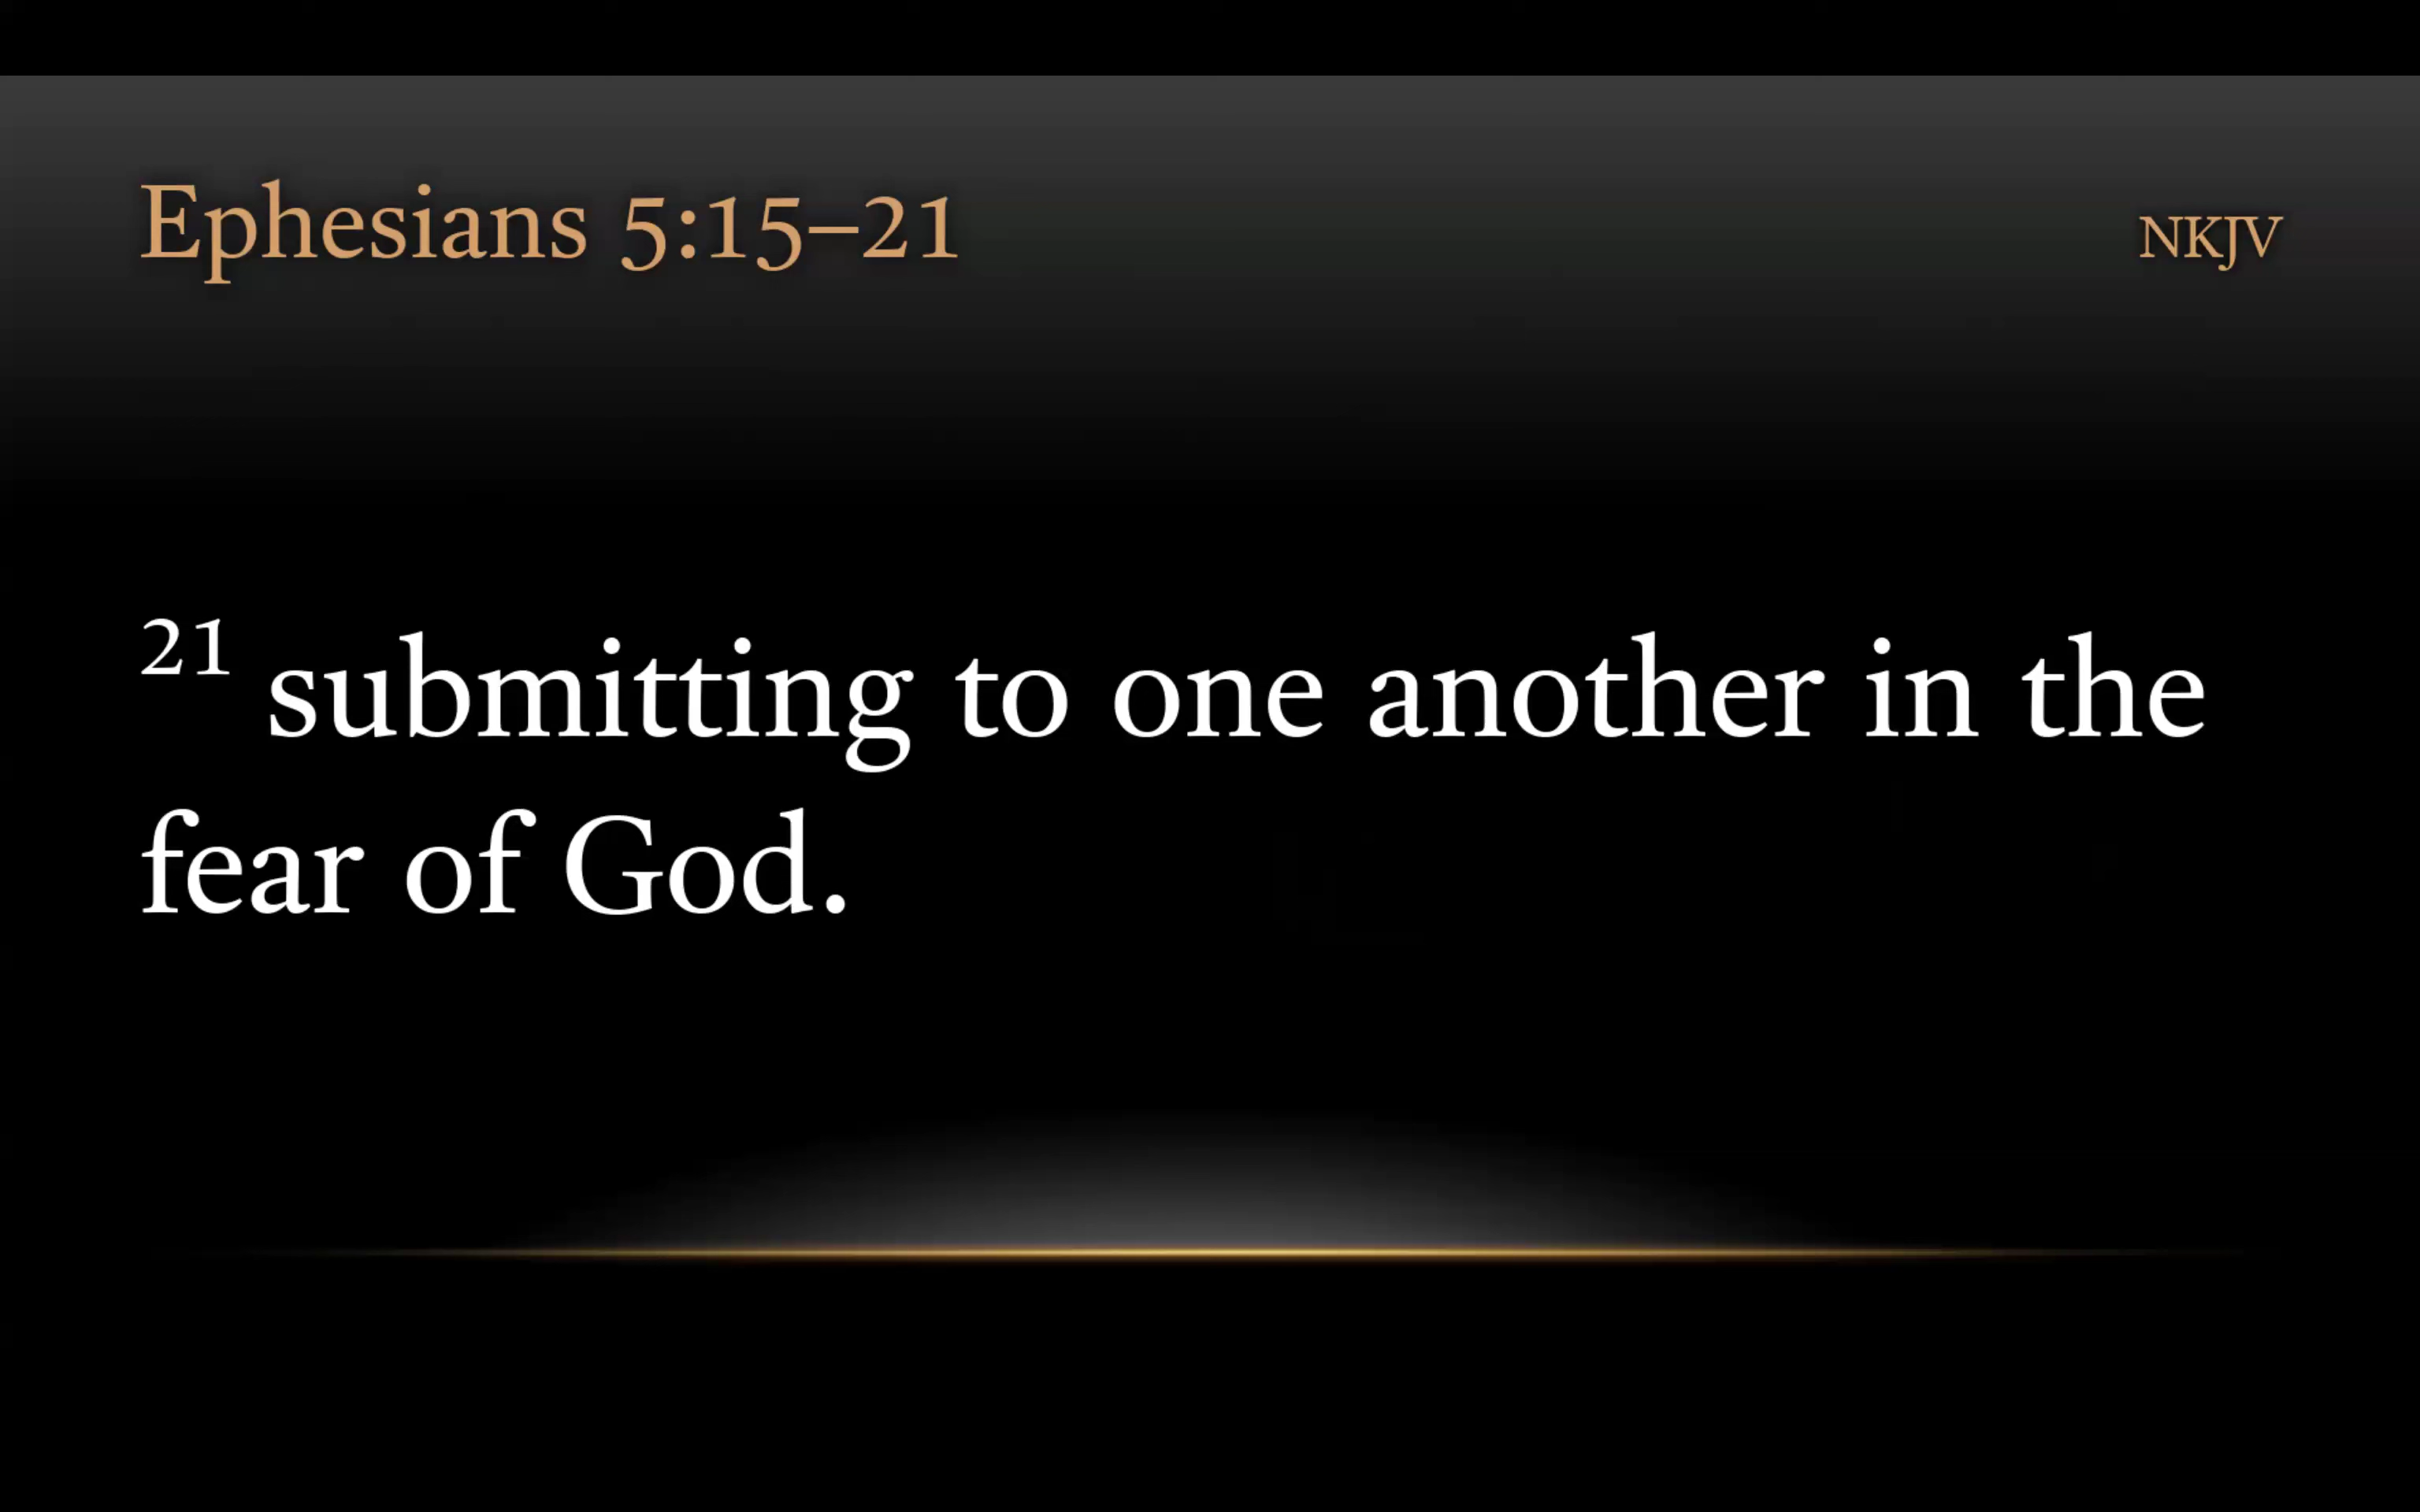 Ephesians 5:15–21
NKJV
21 submitting to one another in the
fear of God.